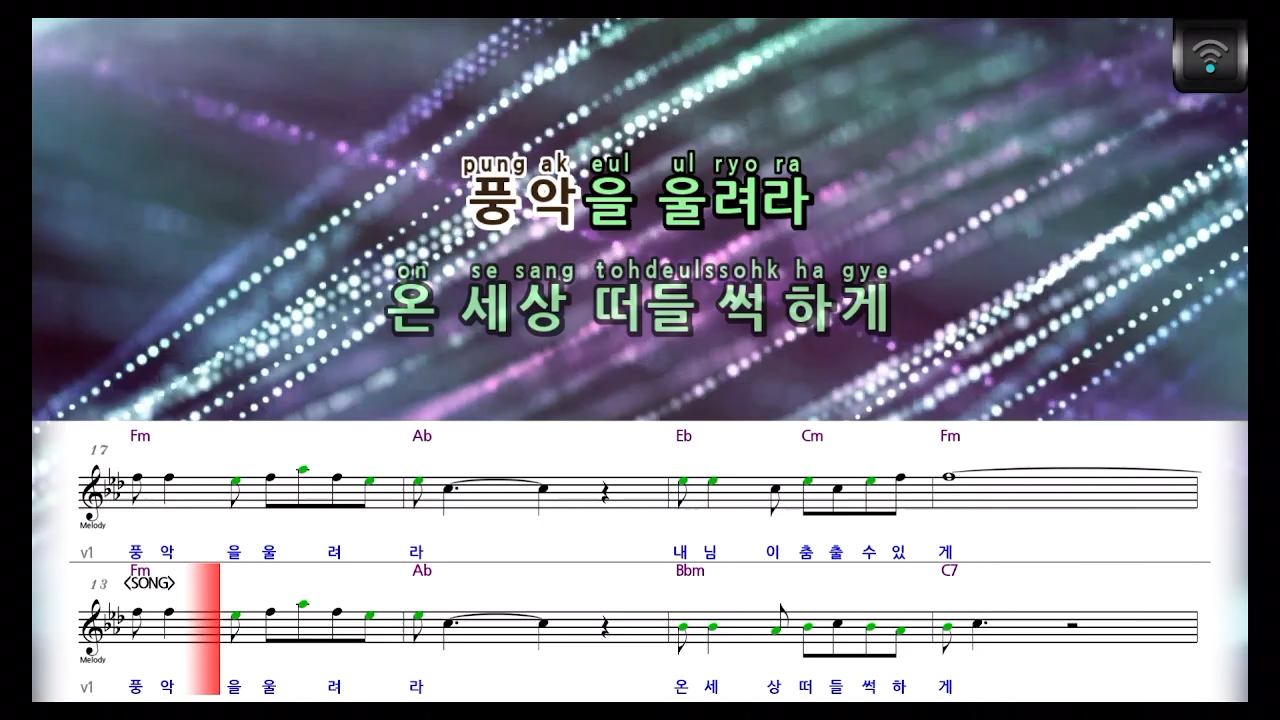 pung ak eul ul ryo ra
풍악을 울려라
on se sang tohdeulssohk ha gye
온 세상 떠들 썩 하게
Fm Ab Eb Cm Fm
17
Melody
v1 풍 악 을 울 려 라 내 님 이 춤 출 수 있 게
Fm Ab Bbm C7
13 <SONG>
Melody
v1 풍 악 을 울 려 라 온 세 상 떠 들 썩 하 게